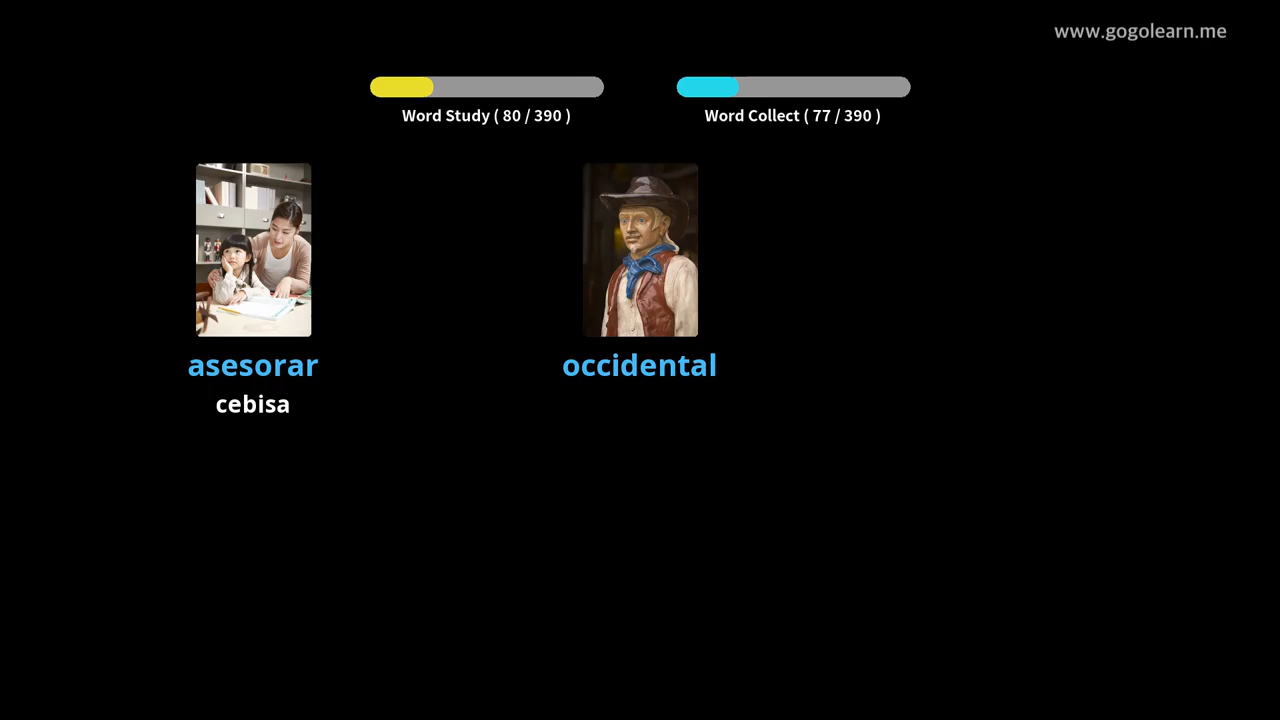 www.gogolearn.me
Word Study ( 80 / 390 )
Word Collect ( 77 / 390 )
asesorar
cebisa
occidental